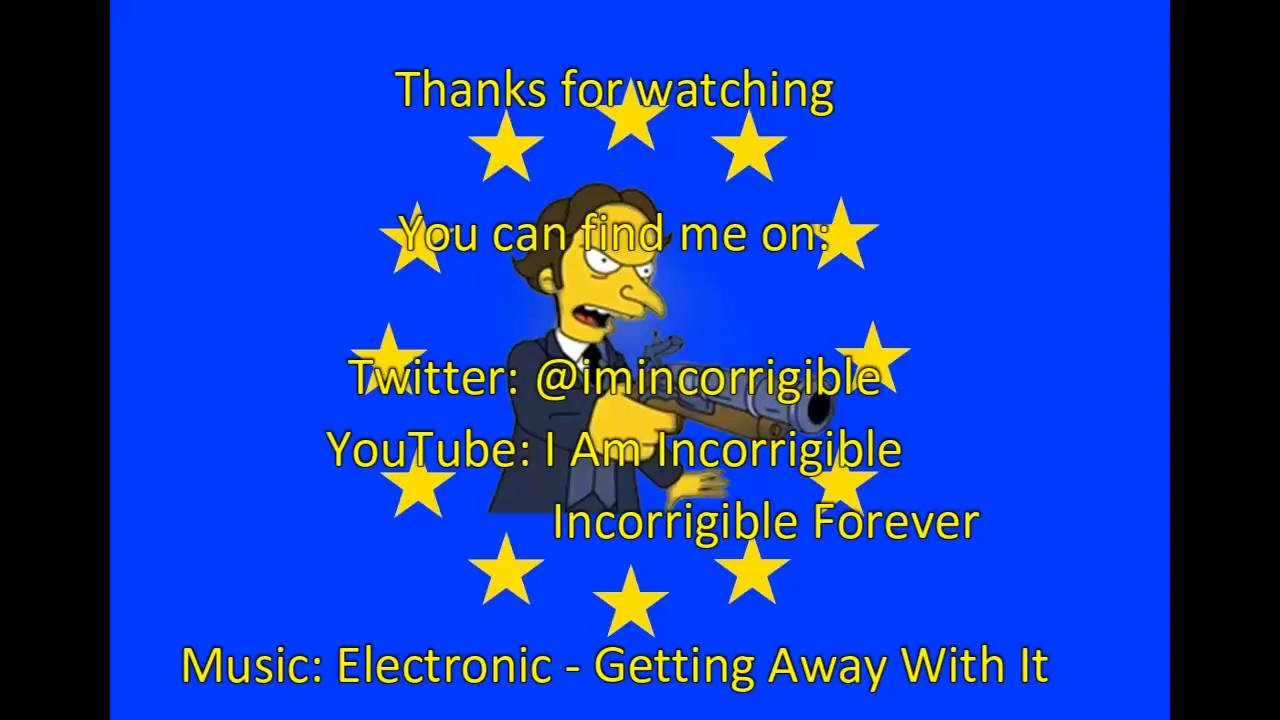 Thanks for watching
You can find me on:
Twitter: @imincorrigible
YouTube: I Am Incorrigible
Incorrigible Forever
Music: Electronic - Getting Away With It